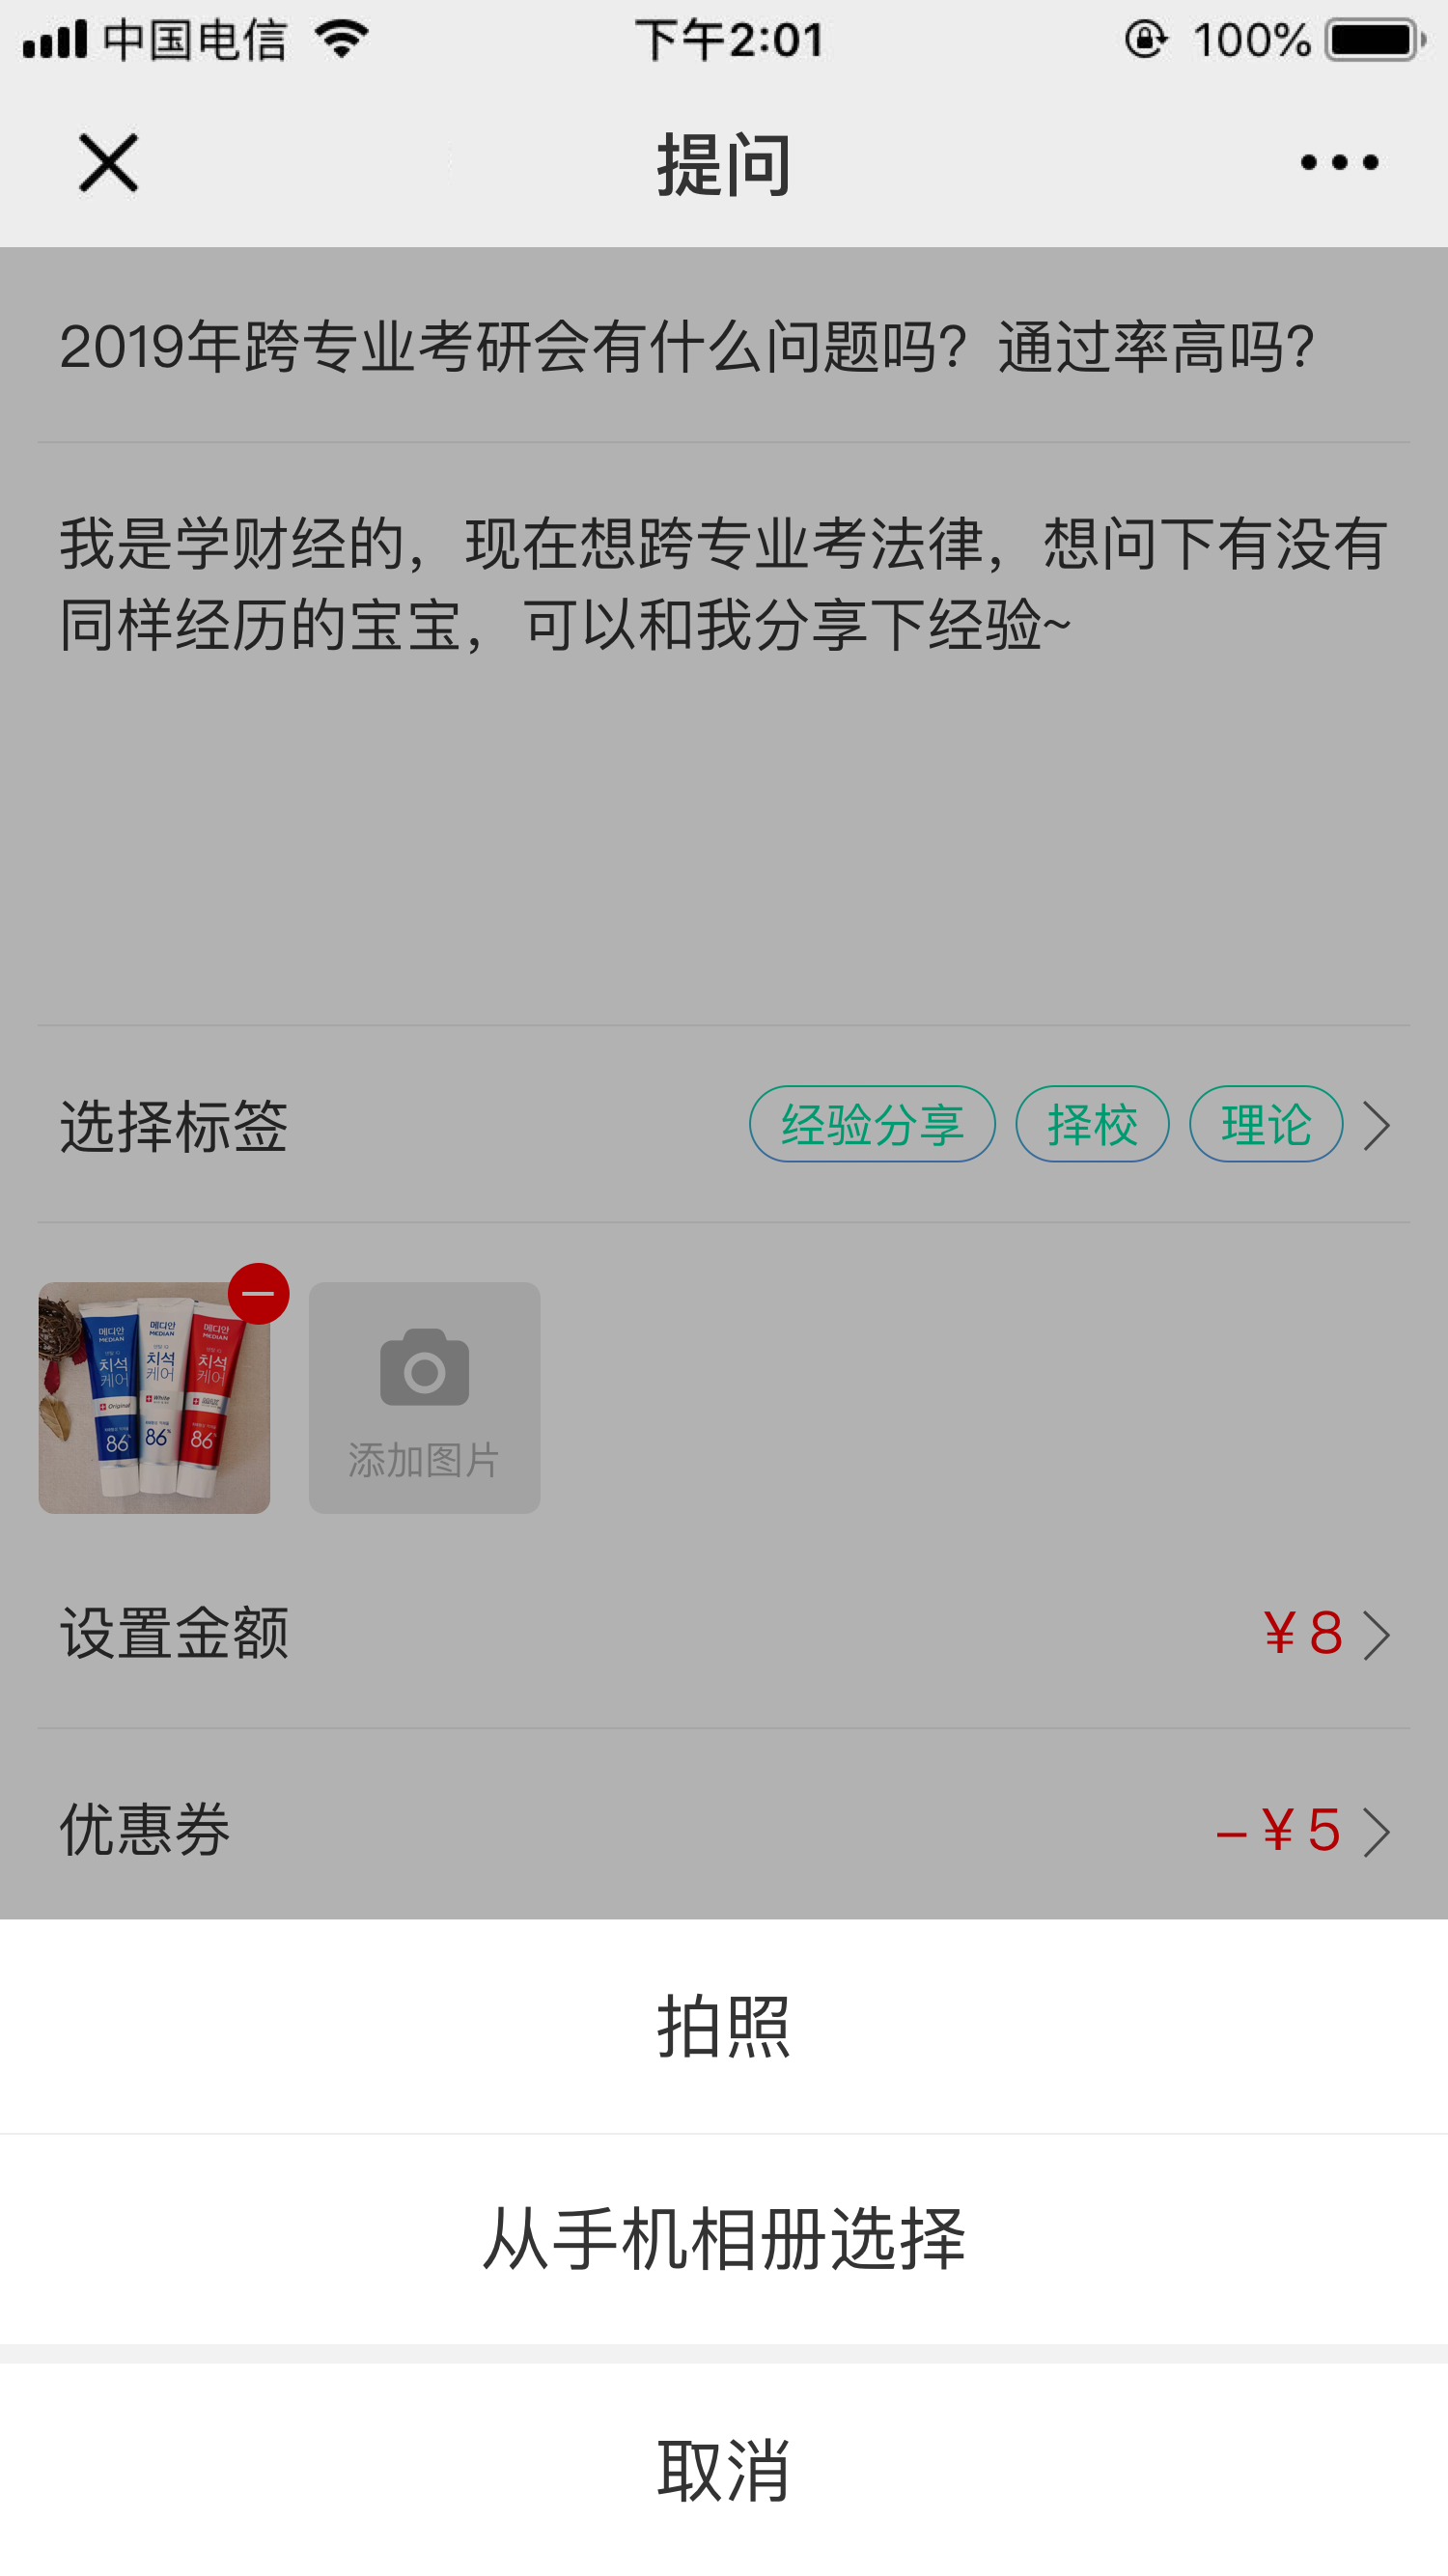 中国电信 下午2:01 100%
提问
2019年跨专业考研会有什么问题吗？通过率高吗？
我是学财经的，现在想跨专业考法律，想问下有没有
同样经历的宝宝，可以和我分享下经验~
选择标签 经验分享 择校 理论
메디안 메디안 메디안
MEDIAN MEDIAN MEDIAN
치석 치석 치석
케어 케어 케어
Original White
86% 86% 86%
添加图片
设置金额 ¥8
优惠券 –¥5
拍照
从手机相册选择
取消